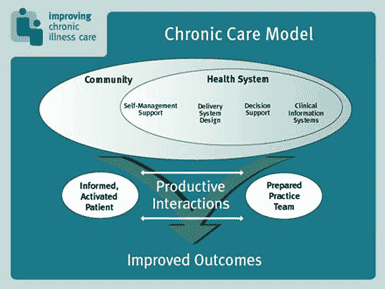 improving
chronic
illness care
Chronic Care Model
Community
Health System
Self-Management
Support
Delivery
System
Design
Decision
Support
Clinical
Information
Systems
Informed,
Activated
Patient
Productive
Interactions
Prepared
Practice
Team
Improved Outcomes